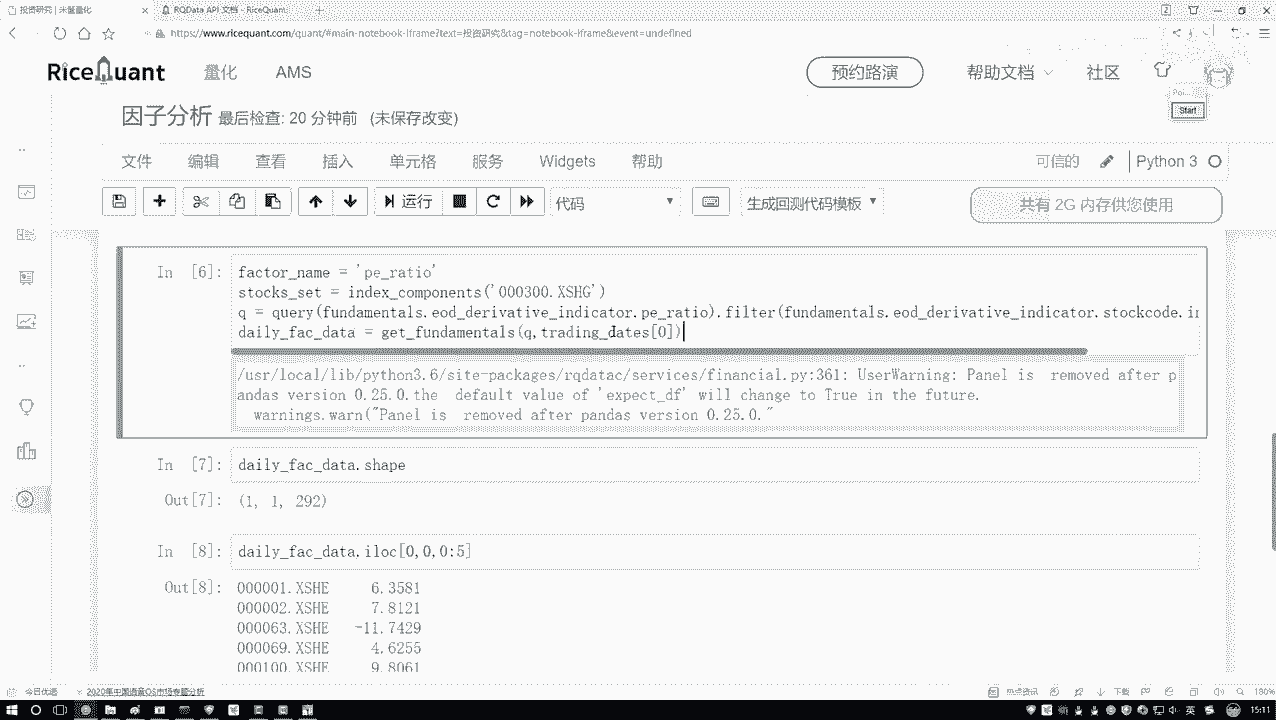 投资研究 | 米筐量化
RQData API 文档 - RiceQuan
https://www.ricequant.com/quant/#main-notebook-iframe?text=投资研究&tag=notebook-iframe&event=undefined
RiceQuant
量化
AMS
预约路演
帮助文档
社区
Start
因子分析 最后检查: 20 分钟前 (未保存改变)
文件
编辑
查看
插入
单元格
服务
Widgets
帮助
可信的
Python 3
运行
代码
生成回测代码模板
共有 2G 内存供您使用
In [6]:
factor_name = 'pe_ratio'
stocks_set = index_components('000300.XSHG')
q = query(fundamentals.eod_derivative_indicator.pe_ratio).filter(fundamentals.eod_derivative_indicator.stockcode.in
daily_fac_data = get_fundamentals(q,trading_dates[0])
/usr/local/lib/python3.6/site-packages/rqdatac/services/financial.py:361: UserWarning: Panel is  removed after p
andas version 0.25.0.the  default value of 'expect_df' will change to True in the future.
warnings.warn("Panel is  removed after pandas version 0.25.0."
In [7]:
daily_fac_data.shape
Out[7]: (1, 1, 292)
In [8]:
daily_fac_data.iloc[0,0,0:5]
Out[8]: 000001.XSHE 6.3581
000002.XSHE 7.8121
000063.XSHE -11.7429
000069.XSHE 4.6255
000100.XSHE 9.8061
今日优选
2020年中国语音OS市场专题分析
热点资讯
下载
180%
英
15:11